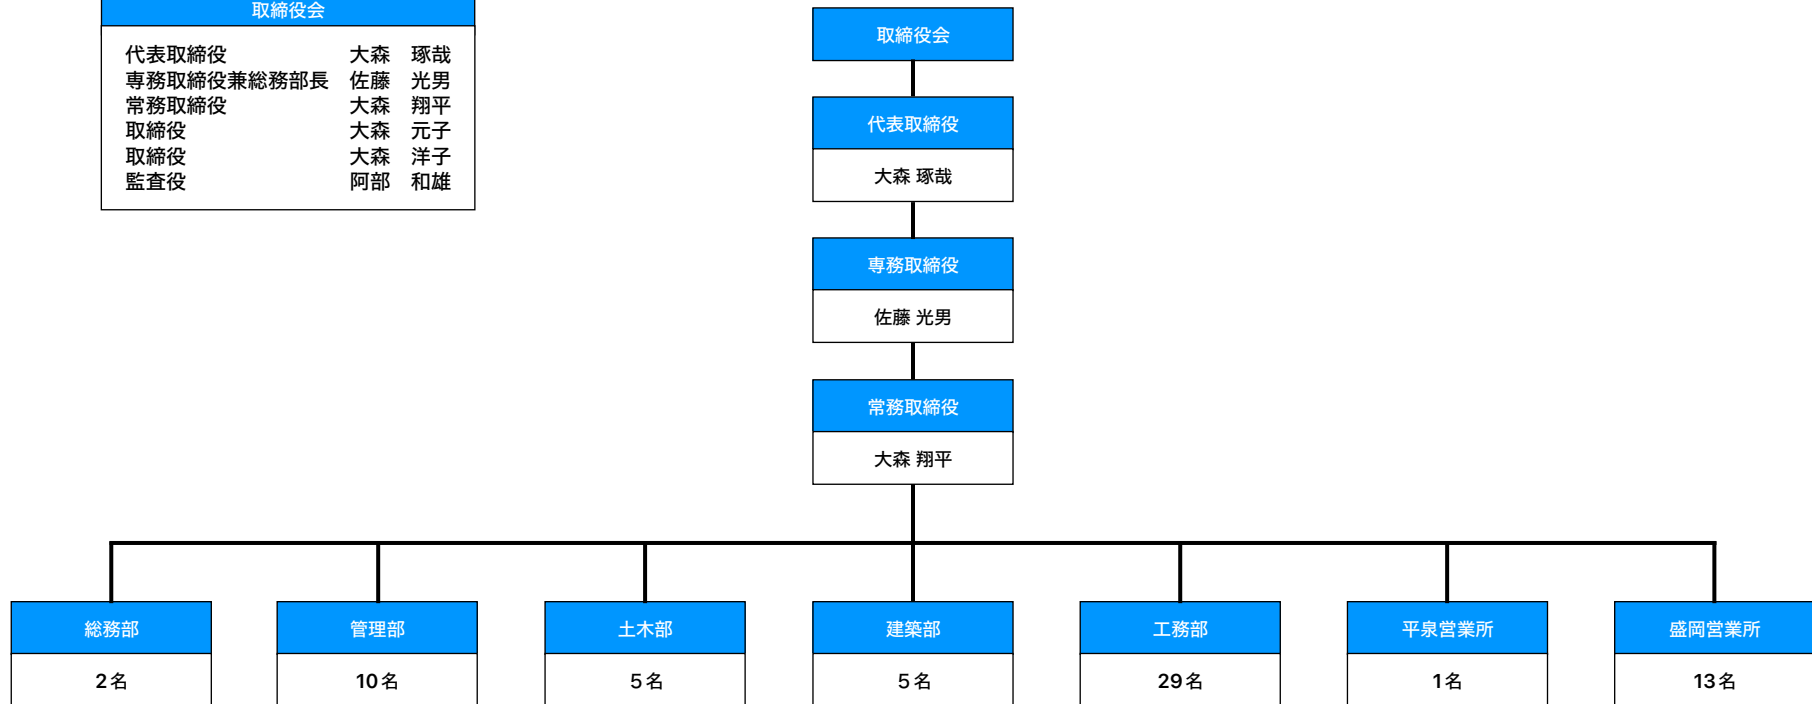 取締役会
代表取締役　大森　琢哉
専務取締役兼総務部長　佐藤　光男
常務取締役　大森　翔平
取締役　大森　元子
取締役　大森　洋子
監査役　阿部　和雄
取締役会
代表取締役
大森 琢哉
専務取締役
佐藤 光男
常務取締役
大森 翔平
総務部
2名
管理部
10名
土木部
5名
建築部
5名
工務部
29名
平泉営業所
1名
盛岡営業所
13名